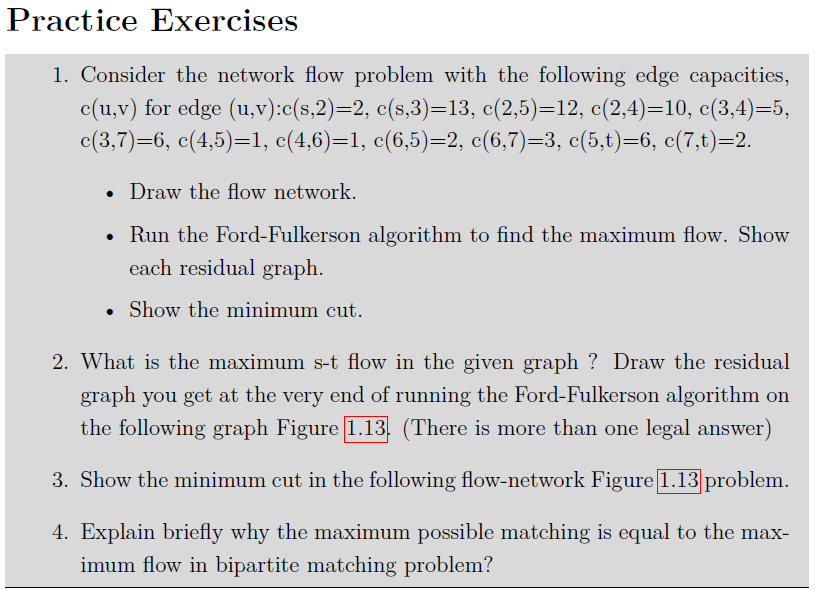 Practice Exercises
1. Consider the network flow problem with the following edge capacities,
c(u,v) for edge (u,v):c(s,2)=2, c(s,3)=13, c(2,5)=12, c(2,4)=10, c(3,4)=5,
c(3,7)=6, c(4,5)=1, c(4,6)=1, c(6,5)=2, c(6,7)=3, c(5,t)=6, c(7,t)=2.
• Draw the flow network.
• Run the Ford-Fulkerson algorithm to find the maximum flow. Show
each residual graph.
• Show the minimum cut.
2. What is the maximum s-t flow in the given graph ? Draw the residual
graph you get at the very end of running the Ford-Fulkerson algorithm on
the following graph Figure 1.13. (There is more than one legal answer)
3. Show the minimum cut in the following flow-network Figure 1.13 problem.
4. Explain briefly why the maximum possible matching is equal to the max-
imum flow in bipartite matching problem?